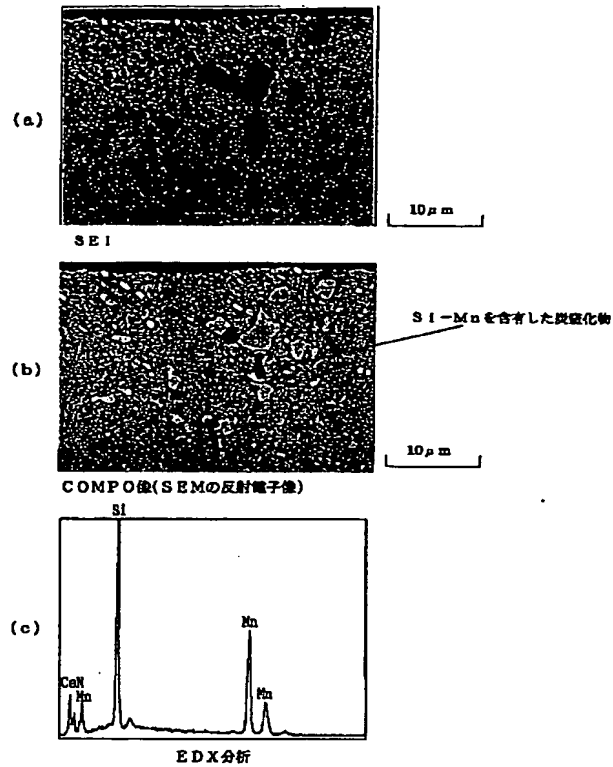 (a)
10μm
SEI
Si-Mnを含有した炭窒化物
(b)
10μm
COMPO像(SEMの反射電子像)
Si
(c)
Mn
Mn
CaN
Mn
EDX分析